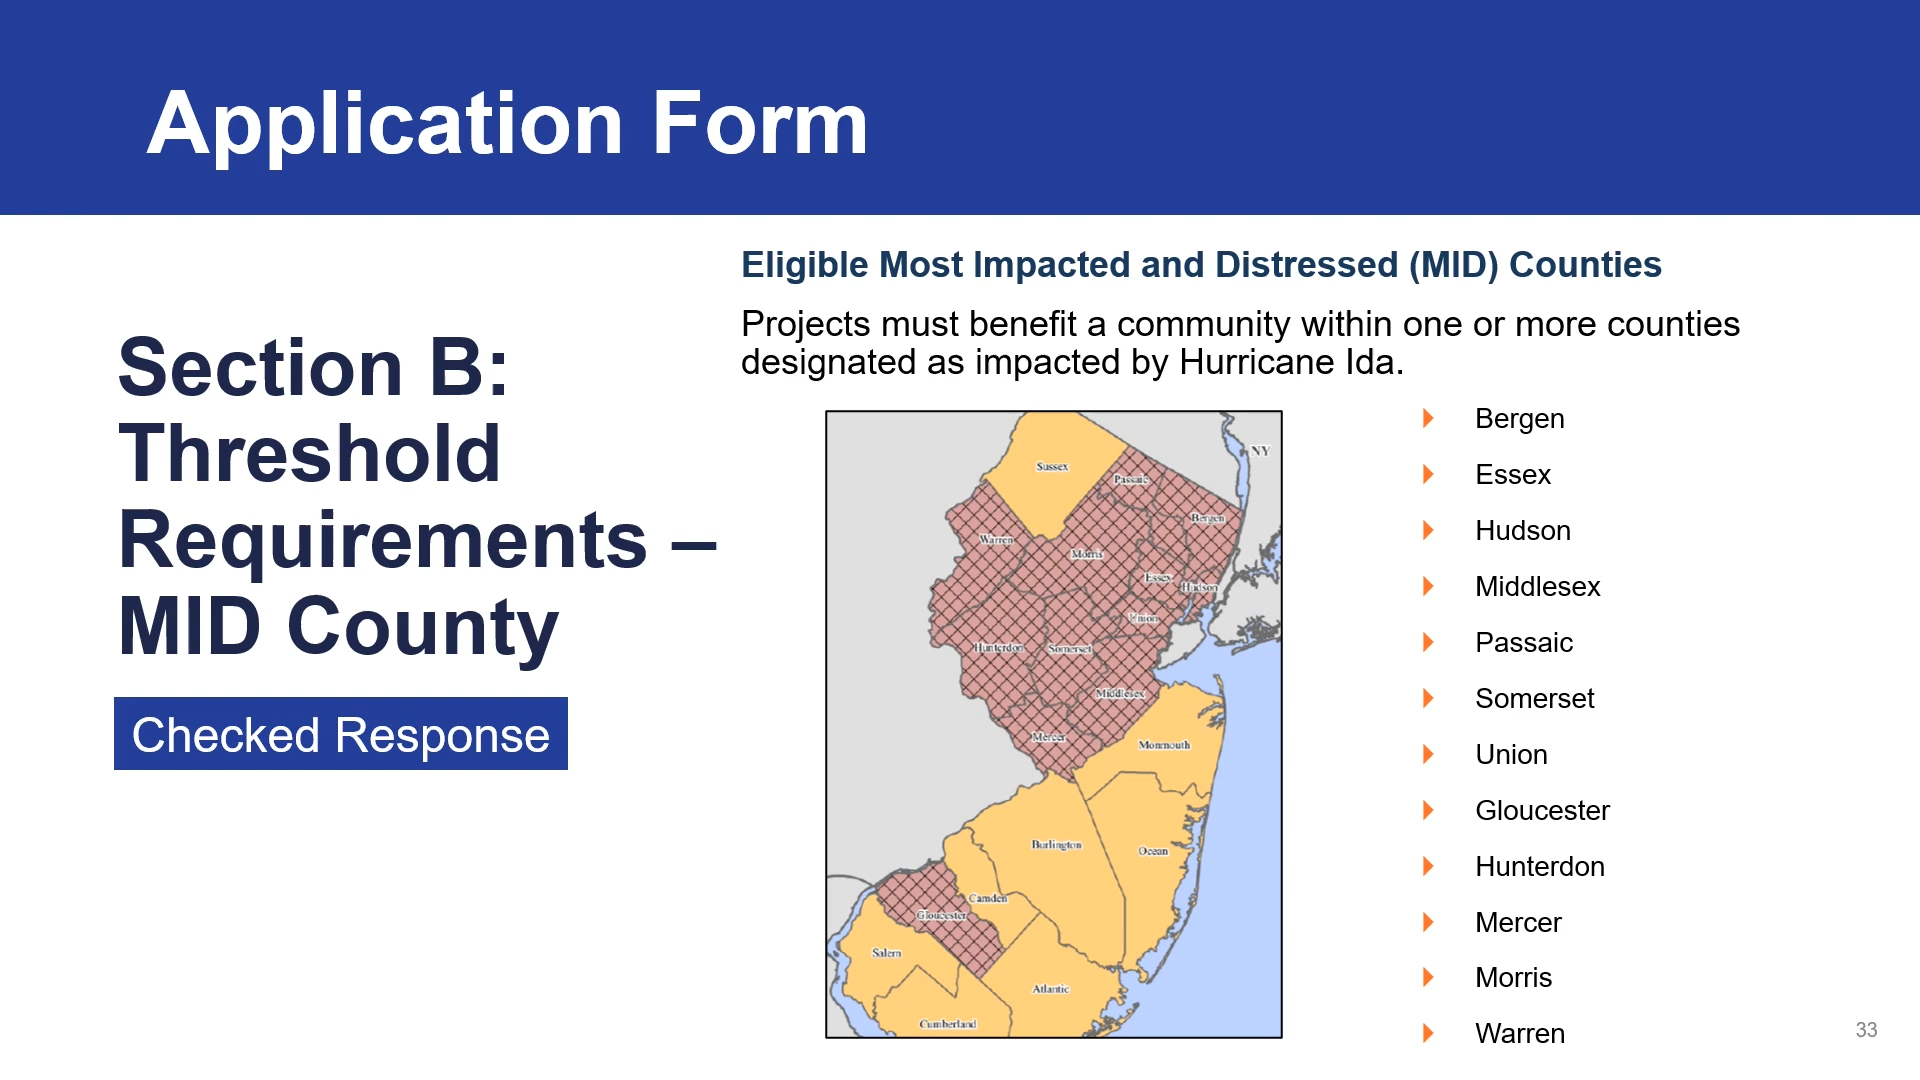 Application Form
Section B:
Threshold
Requirements –
MID County
Checked Response
Eligible Most Impacted and Distressed (MID) Counties
Projects must benefit a community within one or more counties
designated as impacted by Hurricane Ida.
NY
Sussex
Passaic
Bergen
Warren
Morris
Essex
Hudson
Union
Hunterdon
Somerset
Middlesex
Mercer
Monmouth
Burlington
Ocean
Camden
Gloucester
Salem
Atlantic
Cumberland
Bergen
Essex
Hudson
Middlesex
Passaic
Somerset
Union
Gloucester
Hunterdon
Mercer
Morris
Warren
33